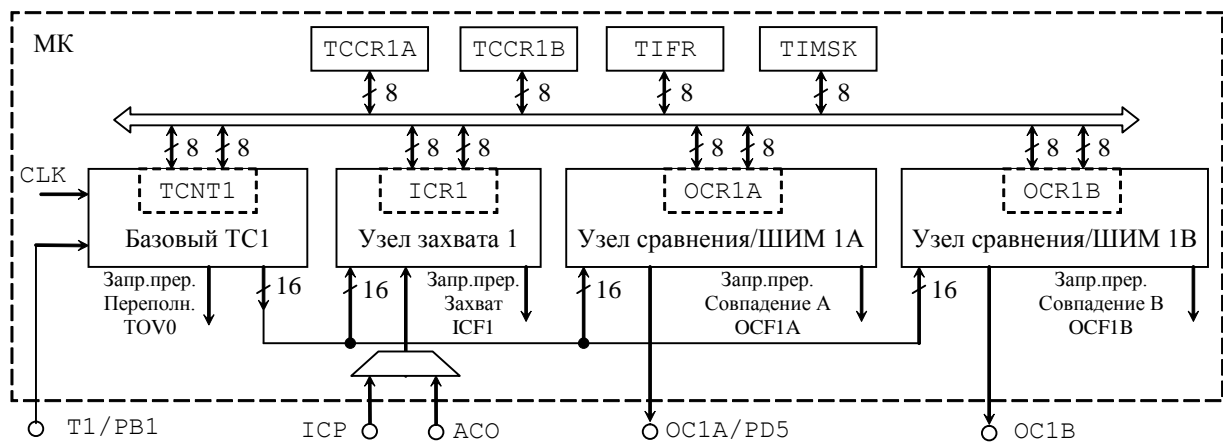 МК
TCCR1A
TCCR1B
TIFR
TIMSK
8
8
8
8
8
8
8
8
8
8
8
8
CLK
TCNT1
ICR1
OCR1A
OCR1B
Базовый ТС1
Узел захвата 1
Узел сравнения/ШИМ 1А
Узел сравнения/ШИМ 1В
Запр.прер.
Переполн.
TOV0
16
16
Запр.прер.
Захват
ICF1
16
Запр.прер.
Совпадение А
OCF1A
16
Запр.прер.
Совпадение В
OCF1B
T1/PB1
ICP
ACO
OC1A/PD5
OC1B